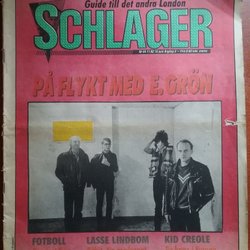 Guide till det andra London
SCHLAGER
PÅ FLYKT MED E. GRÖN
FOTBOLL LASSE LINDBOM KID CREOLE